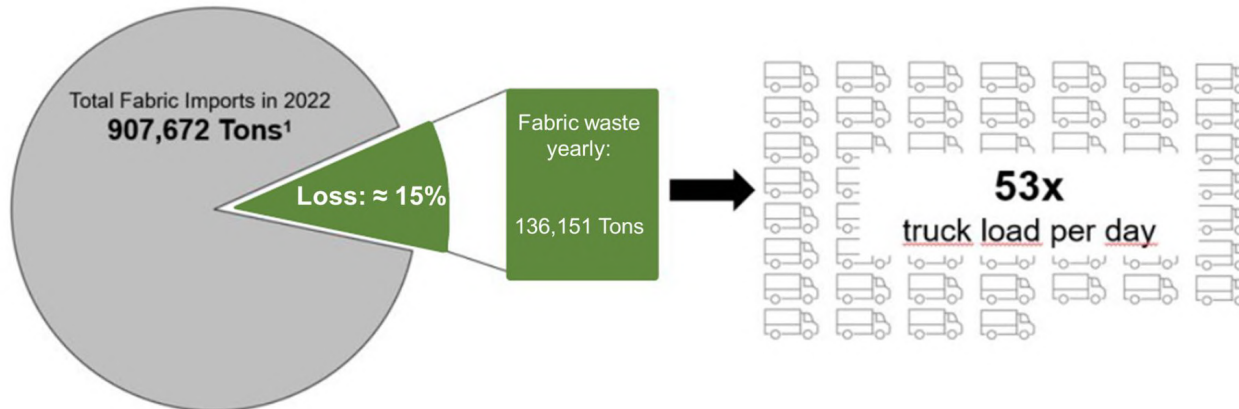 Total Fabric Imports in 2022
907,672 Tons¹
Loss: ≈ 15%
Fabric waste
yearly:
136,151 Tons
53x
truck load per day